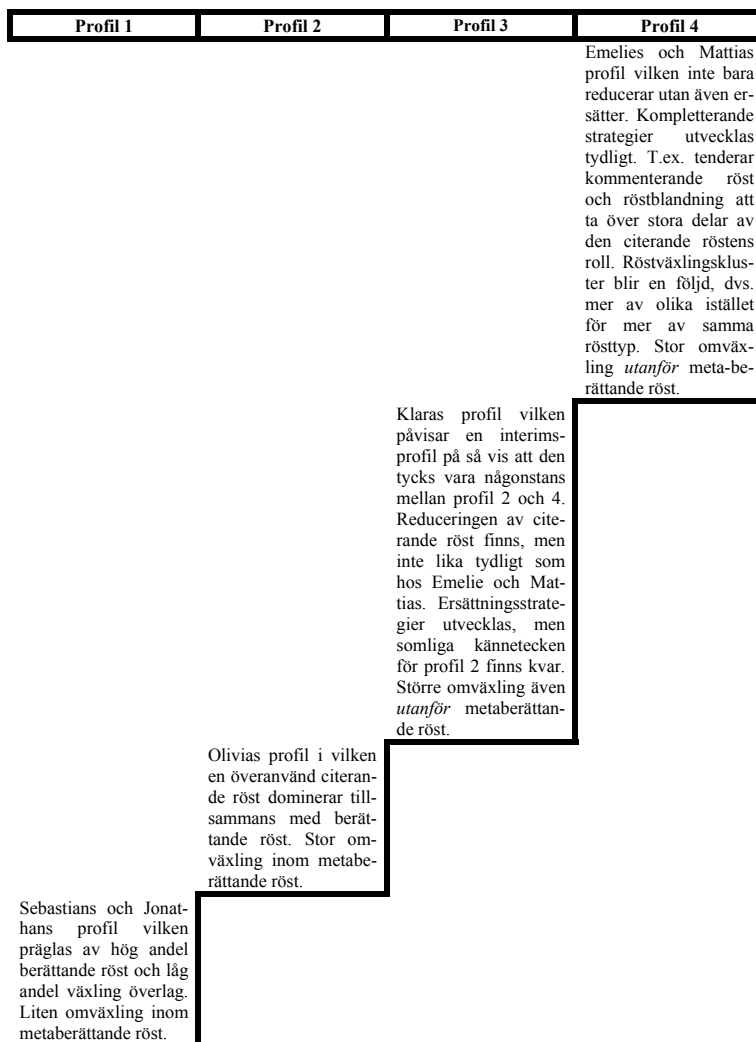 Profil 1 Profil 2 Profil 3 Profil 4
Emelies och Mattias
profil vilken inte bara
reducerar utan även er-
sätter. Kompletterande
strategier utvecklas
tydligt. T.ex. tenderar
kommenterande röst
och röstblandning att
ta över stora delar av
den citerande röstens
roll. Röstväxlingsklus-
ter blir en följd, dvs.
mer av olika istället
för mer av samma
rösttyp. Stor omväx-
ling utanför meta-be-
rättande röst.
Klaras profil vilken
påvisar en interims-
profil på så vis att den
tycks vara någonstans
mellan profil 2 och 4.
Reduceringen av cite-
rande röst finns, men
inte lika tydligt som
hos Emelie och Mat-
tias. Ersättningsstrate-
gier utvecklas, men
somliga kännetecken
för profil 2 finns kvar.
Större omväxling även
utanför metaberättan-
de röst.
Olivias profil i vilken
en överanvänd citeran-
de röst dominerar till-
sammans med berät-
tande röst. Stor om-
växling inom metabe-
rättande röst.
Sebastians och Jonat-
hans profil vilken
präglas av hög andel
berättande röst och låg
andel växling överlag.
Liten omväxling inom
metaberättande röst.